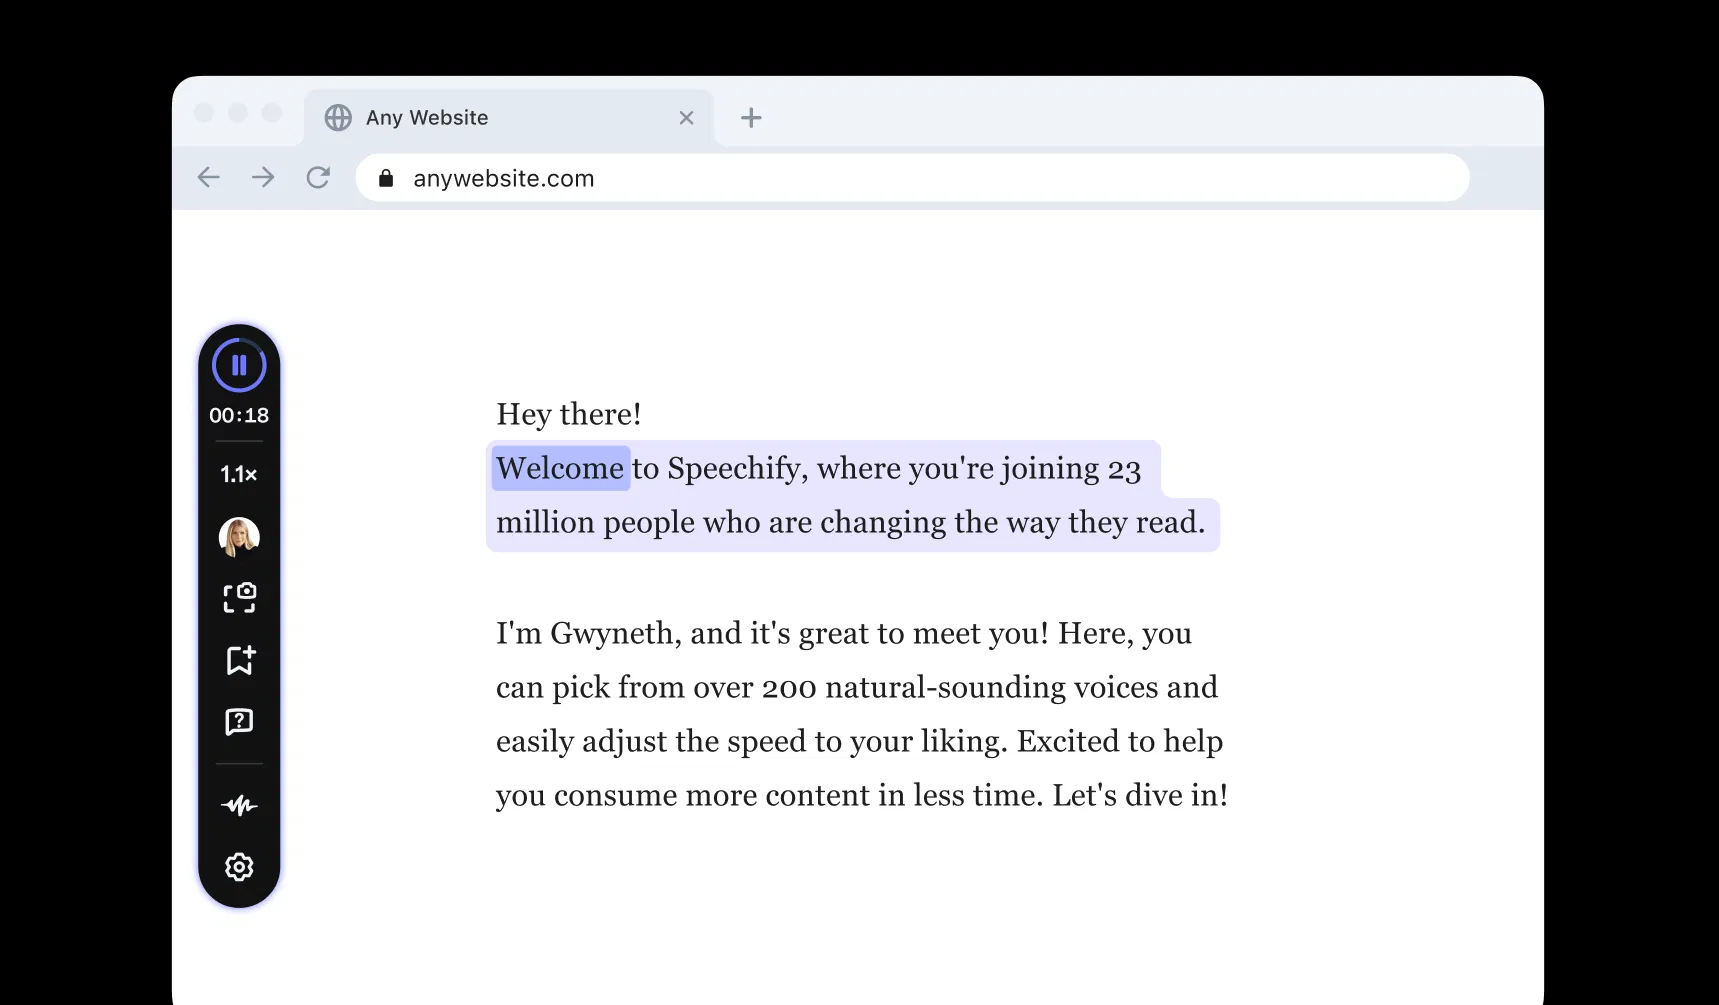 Any Website
anywebsite.com
00:18
1.1×
?
Hey there!
Welcome to Speechify, where you're joining 23
million people who are changing the way they read.
I'm Gwyneth, and it's great to meet you! Here, you
can pick from over 200 natural-sounding voices and
easily adjust the speed to your liking. Excited to help
you consume more content in less time. Let's dive in!